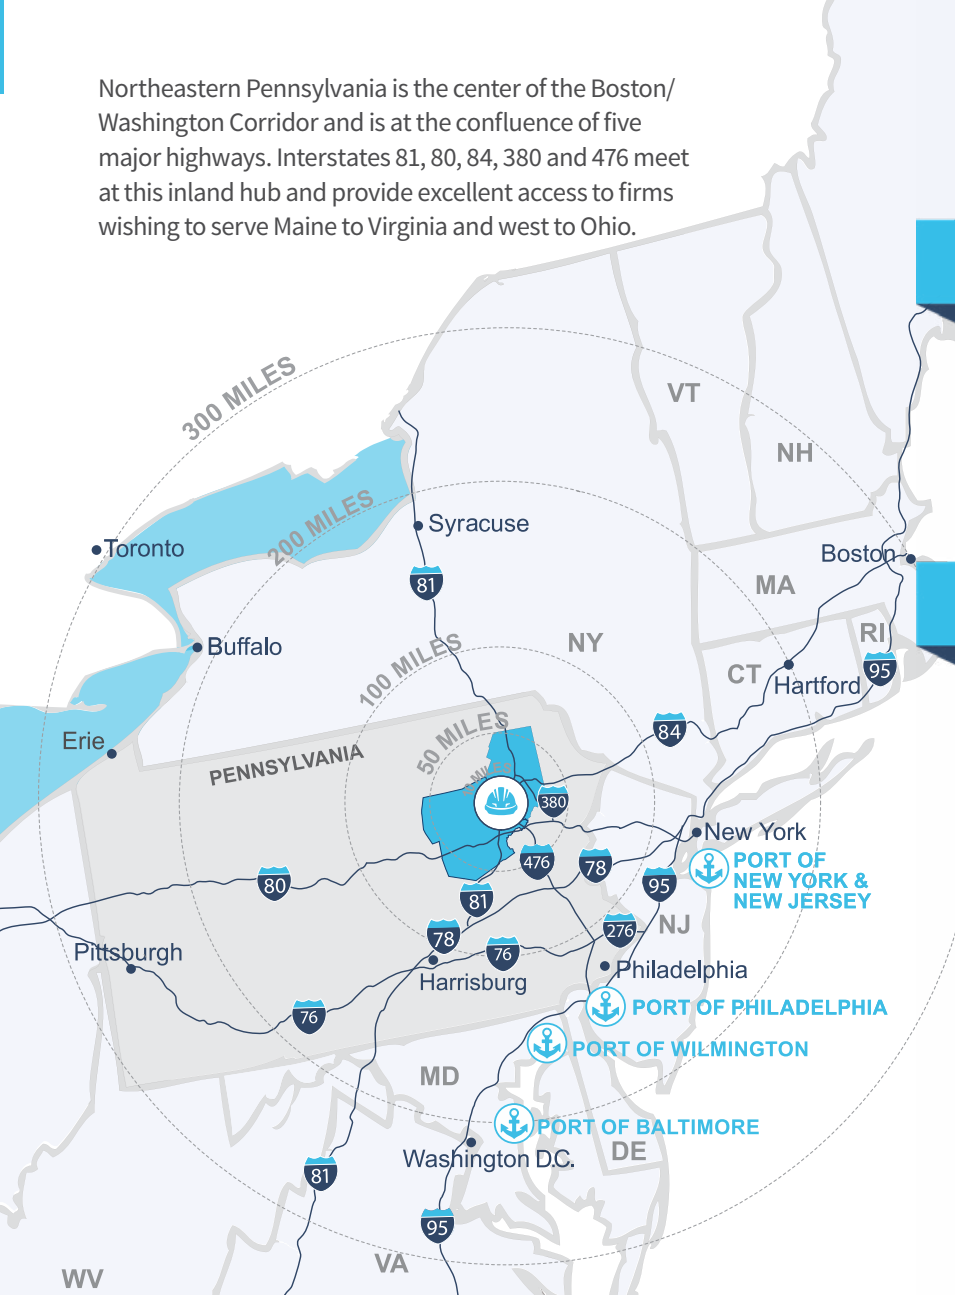 Northeastern Pennsylvania is the center of the Boston/
Washington Corridor and is at the confluence of five
major highways. Interstates 81, 80, 84, 380 and 476 meet
at this inland hub and provide excellent access to firms
wishing to serve Maine to Virginia and west to Ohio.
300 MILES
VT
NH
200 MILES
Syracuse
Toronto
Boston
81
MA
RI
NY
Buffalo
100 MILES
CT
95
Hartford
50 MILES
84
Erie
PENNSYLVANIA
MILES
380
New York
PORT OF
NEW YORK &
NEW JERSEY
476
78
80
95
81
NJ
276
78
76
Pittsburgh
Philadelphia
Harrisburg
PORT OF PHILADELPHIA
76
PORT OF WILMINGTON
MD
PORT OF BALTIMORE
DE
Washington D.C.
81
95
VA
WV